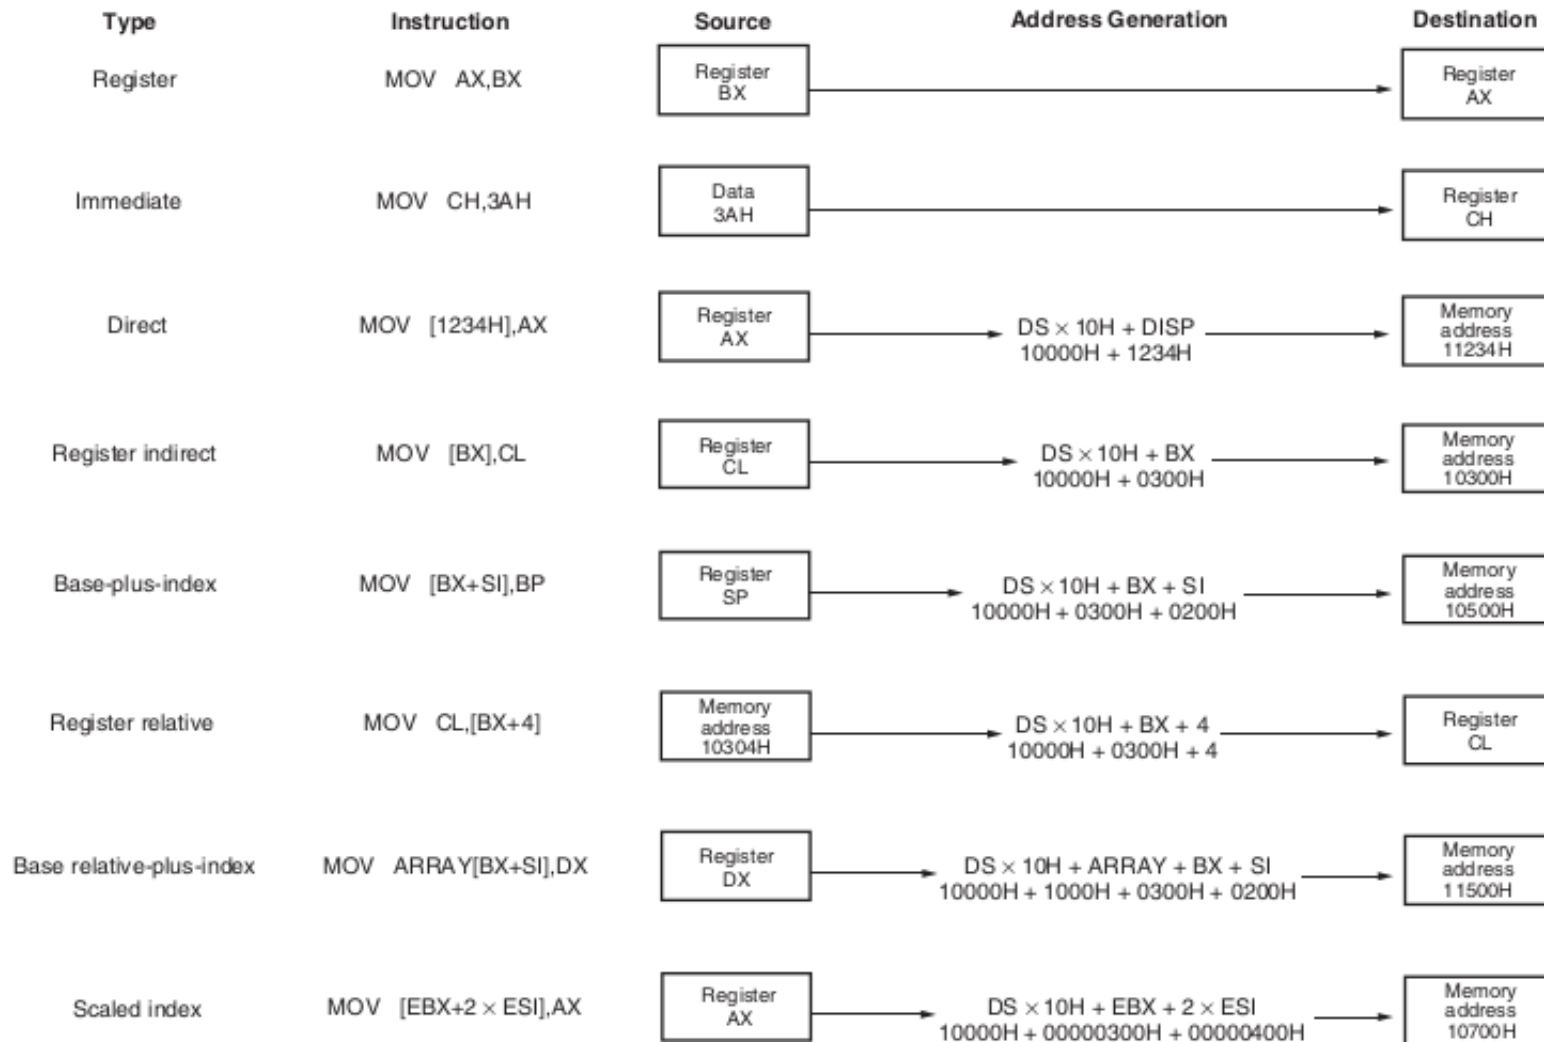 Type Instruction Source Address Generation Destination
Register MOV AX,BX Register BX Register AX
Immediate MOV CH,3AH Data 3AH Register CH
Direct MOV [1234H],AX Register AX DS × 10H + DISP 10000H + 1234H Memory address 11234H
Register indirect MOV [BX],CL Register CL DS × 10H + BX 10000H + 0300H Memory address 10300H
Base-plus-index MOV [BX+SI],BP Register SP DS × 10H + BX + SI 10000H + 0300H + 0200H Memory address 10500H
Register relative MOV CL,[BX+4] Memory address 10304H DS × 10H + BX + 4 10000H + 0300H + 4 Register CL
Base relative-plus-index MOV ARRAY[BX+SI],DX Register DX DS × 10H + ARRAY + BX + SI 10000H + 1000H + 0300H + 0200H Memory address 11500H
Scaled index MOV [EBX+2 × ESI],AX Register AX DS × 10H + EBX + 2 × ESI 10000H + 00000300H + 00000400H Memory address 10700H